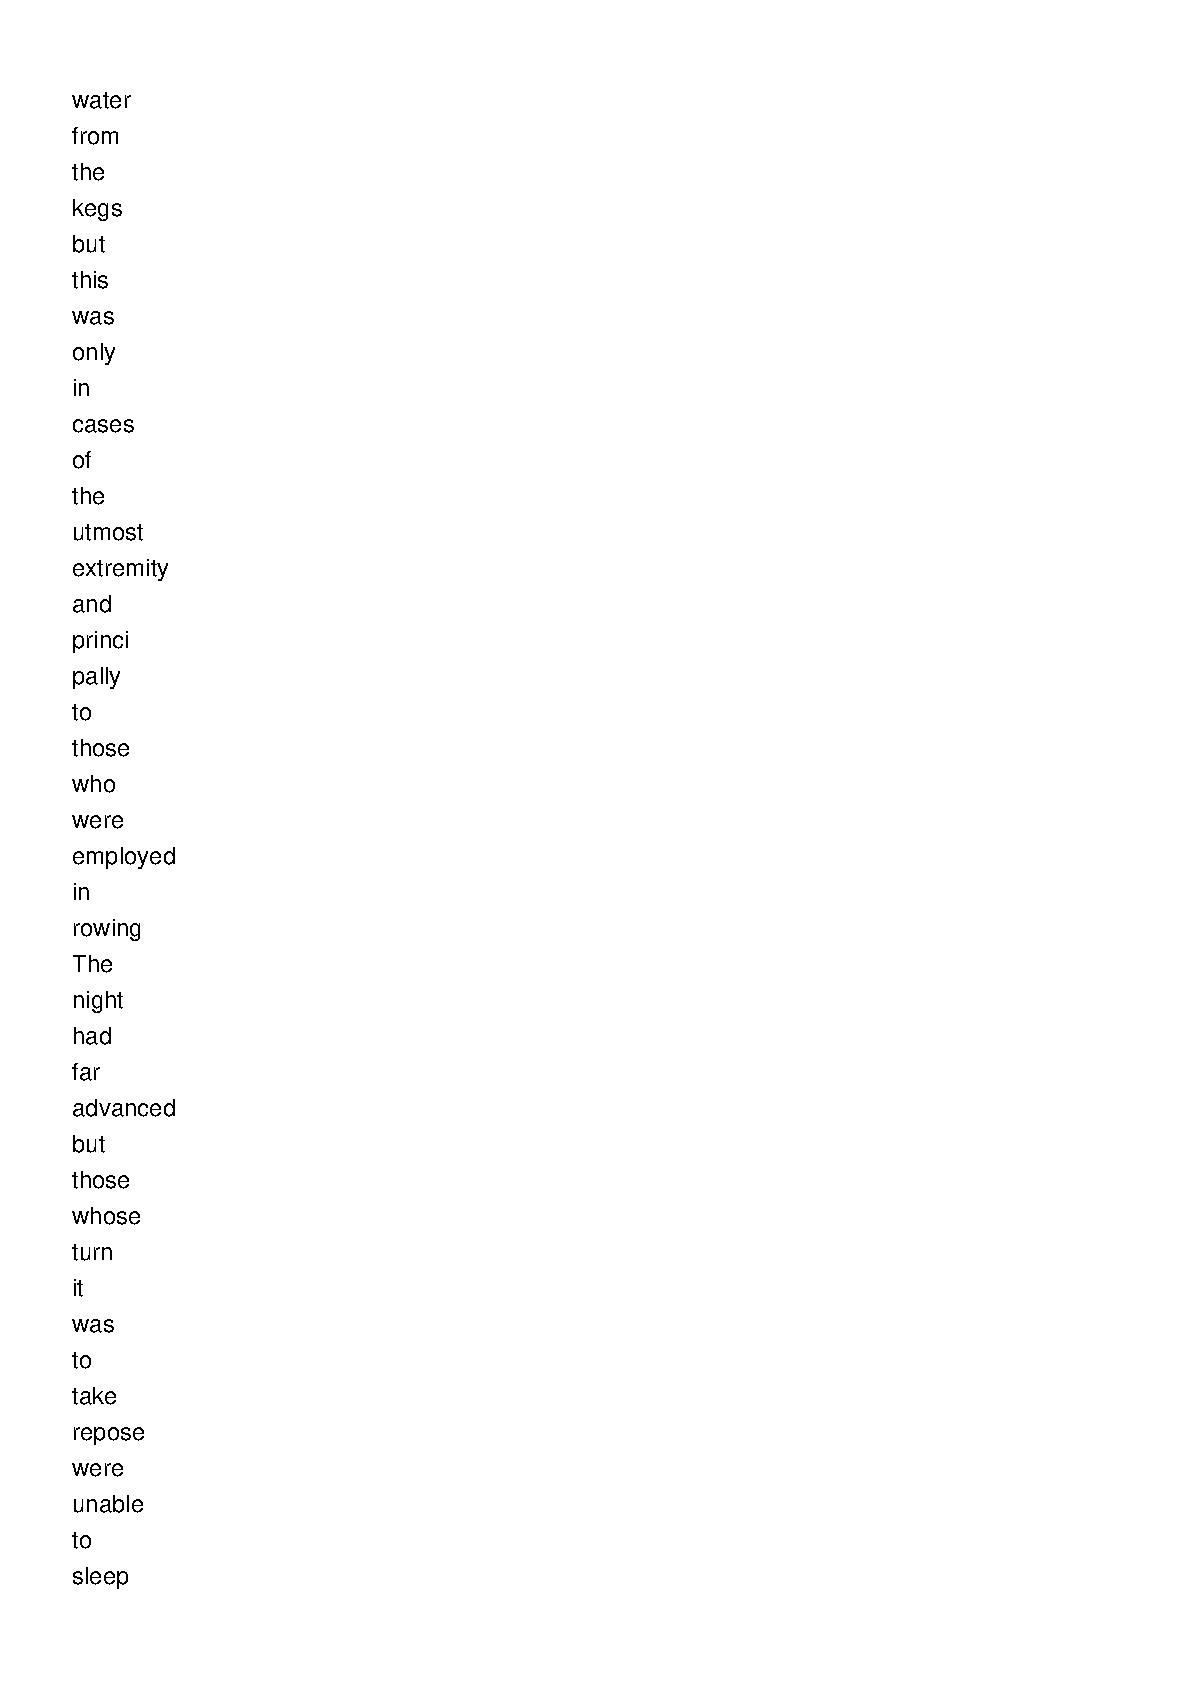 water
from
the
kegs
but
this
was
only
in
cases
of
the
utmost
extremity
and
princi
pally
to
those
who
were
employed
in
rowing
The
night
had
far
advanced
but
those
whose
turn
it
was
to
take
repose
were
unable
to
sleep